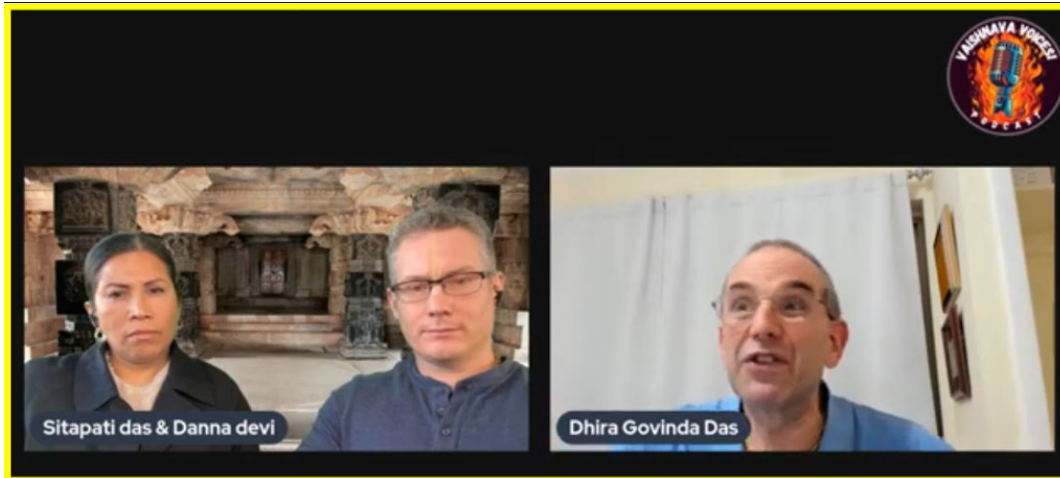 VAISHNAVA VOICES!
PODCAST
Sitapati das & Danna devi
Dhira Govinda Das